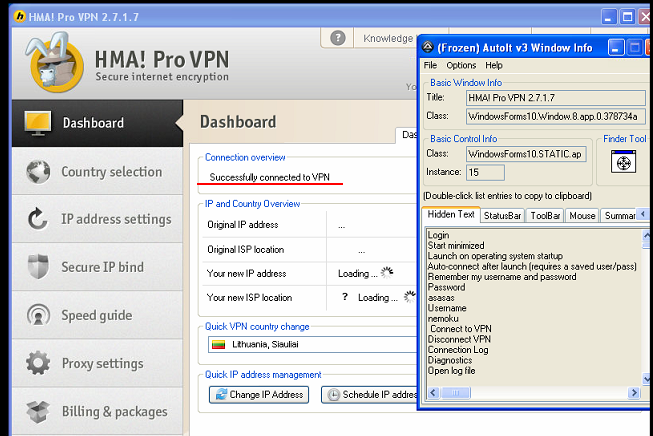 HMA! Pro VPN 2.7.1.7
HMA! Pro VPN
Secure internet encryption
?
Knowledge
Yo
Dashboard
Country selection
IP address settings
Secure IP bind
Speed guide
Proxy settings
Billing & packages
Dashboard
Das
Connection overview
Successfully connected to VPN
IP and Country Overview
Original IP address ...
Original ISP location ...
Your new IP address Loading ...
Your new ISP location ? Loading ...
Quick VPN country change
Lithuania, Siauliai
Quick IP address management
Change IP Address
Schedule IP addres
(Frozen) AutoIt v3 Window Info
File Options Help
Basic Window Info
Title: HMA! Pro VPN 2.7.1.7
Class: WindowsForms10.Window.8.app.0.378734a
Basic Control Info
Class: WindowsForms10.STATIC.ap
Instance: 15
Finder Tool
(Double-click list entries to copy to clipboard)
Hidden Text StatusBar ToolBar Mouse Summar
Login
Start minimized
Launch on operating system startup
Auto-connect after launch (requires a saved user/pass)
Remember my username and password
Password
asasas
Username
nemoku
Connect to VPN
Disconnect VPN
Connection Log
Diagnostics
Open log file